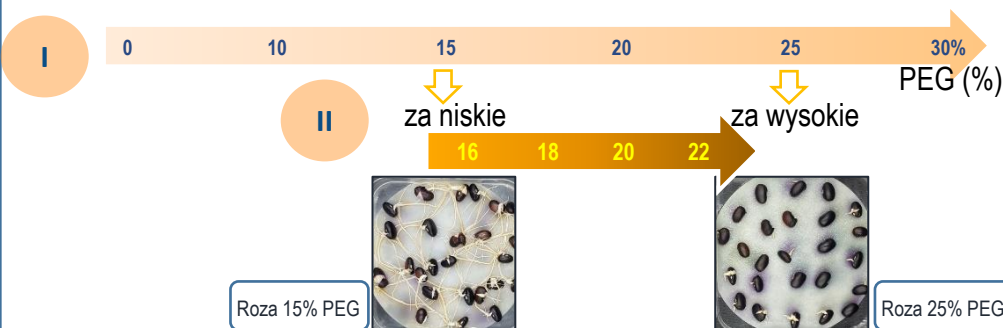 I
0 10 15 20 25 30%
PEG (%)
II
za niskie za wysokie
16 18 20 22
Roza 15% PEG
Roza 25% PEG